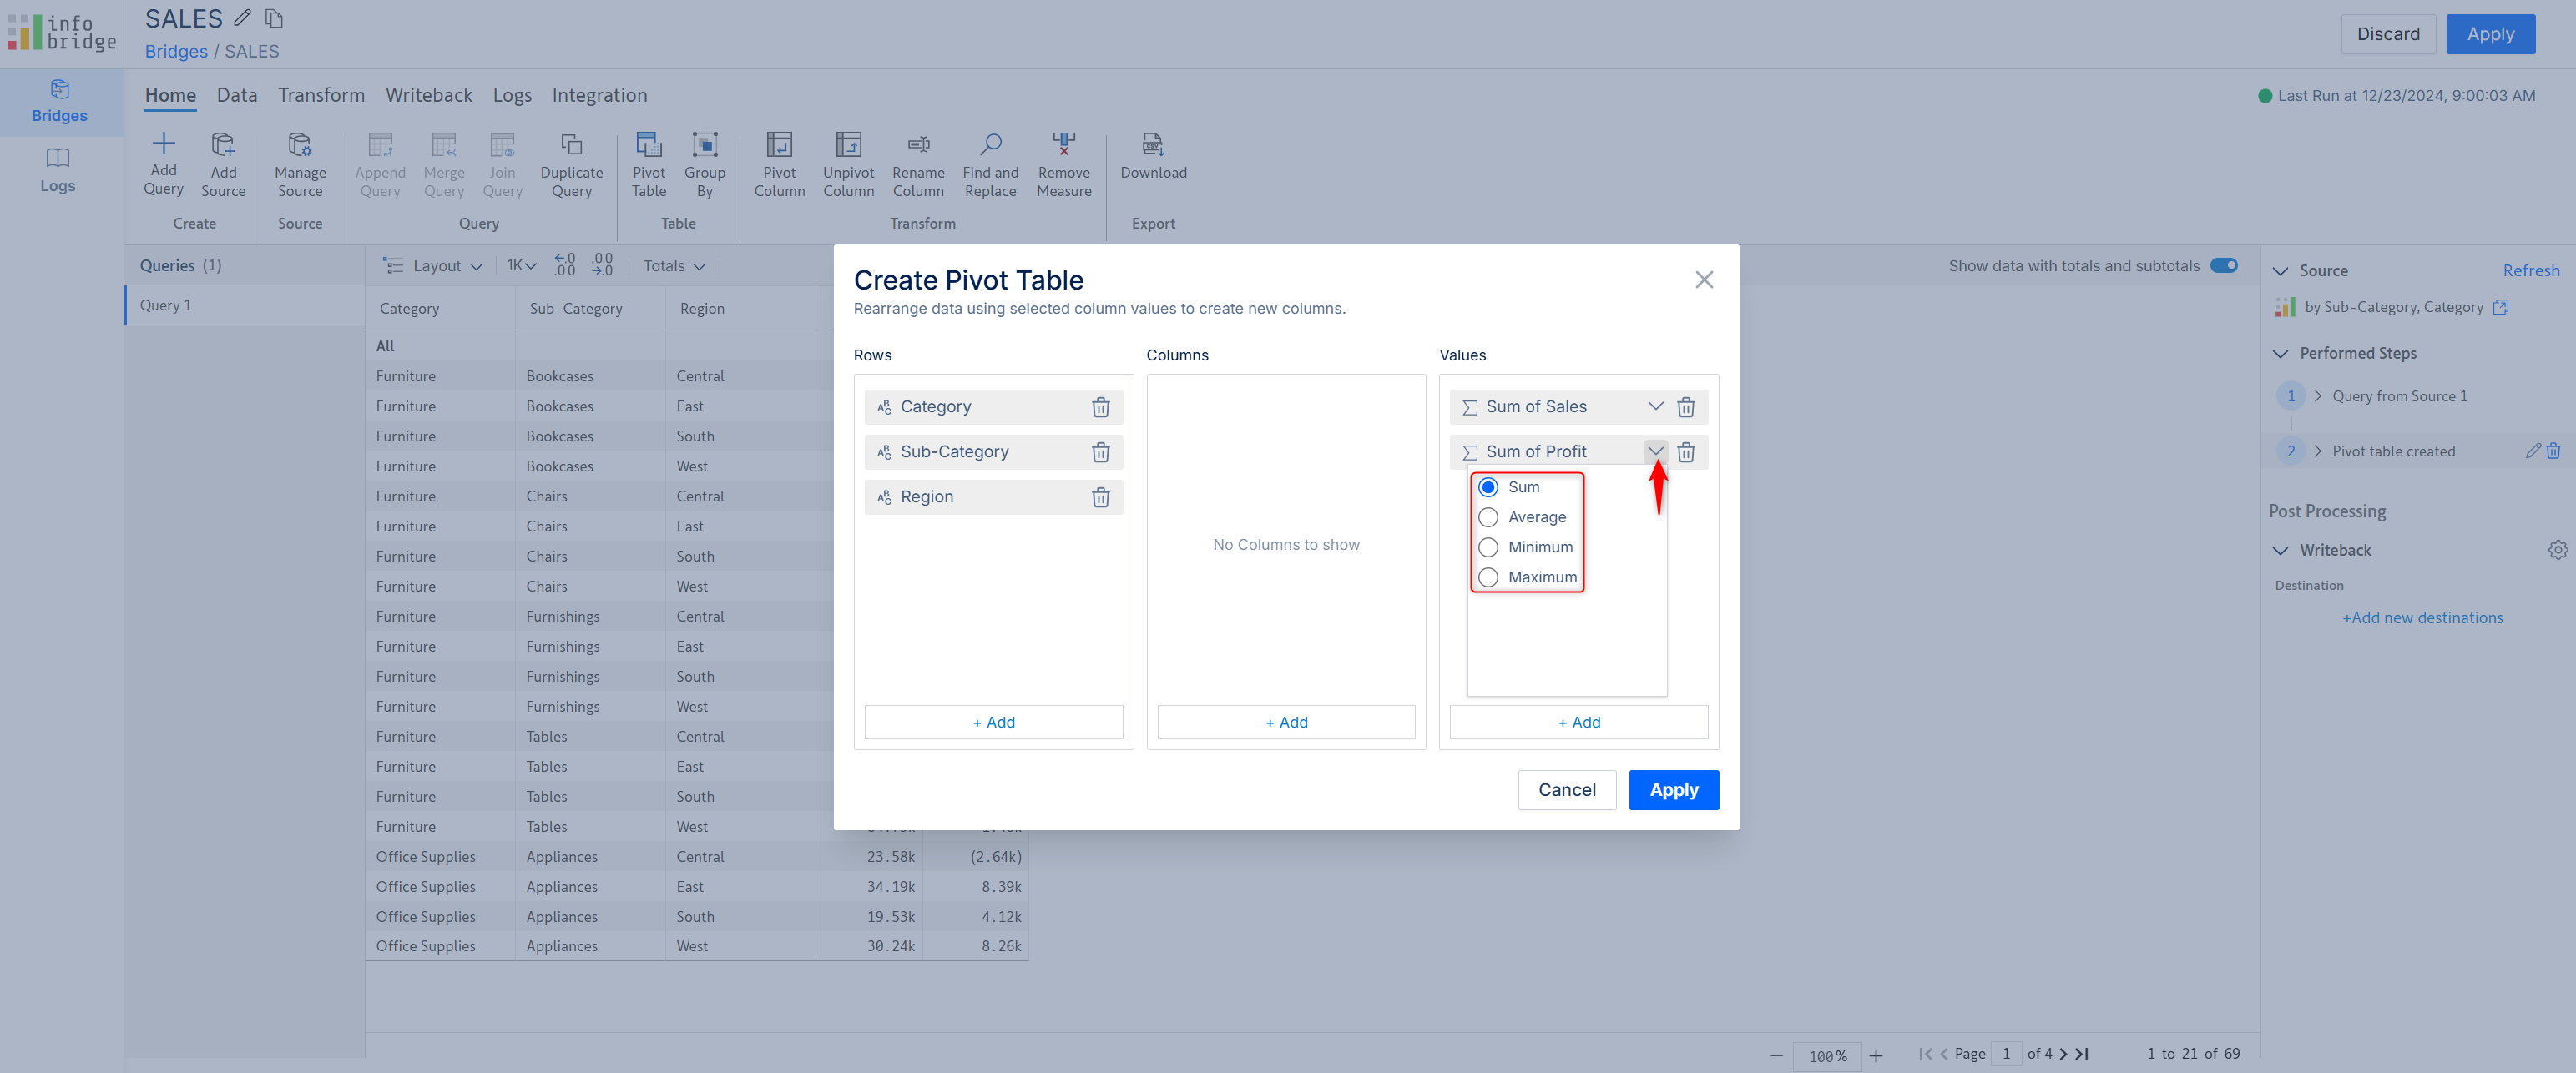 info
bridge
SALES
Bridges / SALES
Discard
Apply
Bridges
Logs
Home Data Transform Writeback Logs Integration
Last Run at 12/23/2024, 9:00:03 AM
Add Query
Add Source
Create
Manage Source
Source
Append Query
Merge Query
Join Query
Duplicate Query
Query
Pivot Table
Group By
Table
Pivot Column
Unpivot Column
Rename Column
Find and Replace
Remove Measure
Transform
CSV
Download
Export
Queries (1)
Query 1
Layout 1K .0 .00 .00 .0 Totals
Show data with totals and subtotals
Category Sub-Category Region
All
Furniture Bookcases Central
Furniture Bookcases East
Furniture Bookcases South
Furniture Bookcases West
Furniture Chairs Central
Furniture Chairs East
Furniture Chairs South
Furniture Chairs West
Furniture Furnishings Central
Furniture Furnishings East
Furniture Furnishings South
Furniture Furnishings West
Furniture Tables Central
Furniture Tables East
Furniture Tables South
Furniture Tables West
Office Supplies Appliances Central 23.58k (2.64k)
Office Supplies Appliances East 34.19k 8.39k
Office Supplies Appliances South 19.53k 4.12k
Office Supplies Appliances West 30.24k 8.26k
Create Pivot Table
Rearrange data using selected column values to create new columns.
Rows
ABC Category
ABC Sub-Category
ABC Region
+ Add
Columns
No Columns to show
+ Add
Values
Σ Sum of Sales
Σ Sum of Profit
Sum
Average
Minimum
Maximum
+ Add
Cancel
Apply
Source
Refresh
by Sub-Category, Category
Performed Steps
1 > Query from Source 1
2 > Pivot table created
Post Processing
Writeback
Destination
+Add new destinations
− 100% +
Page 1 of 4
1 to 21 of 69